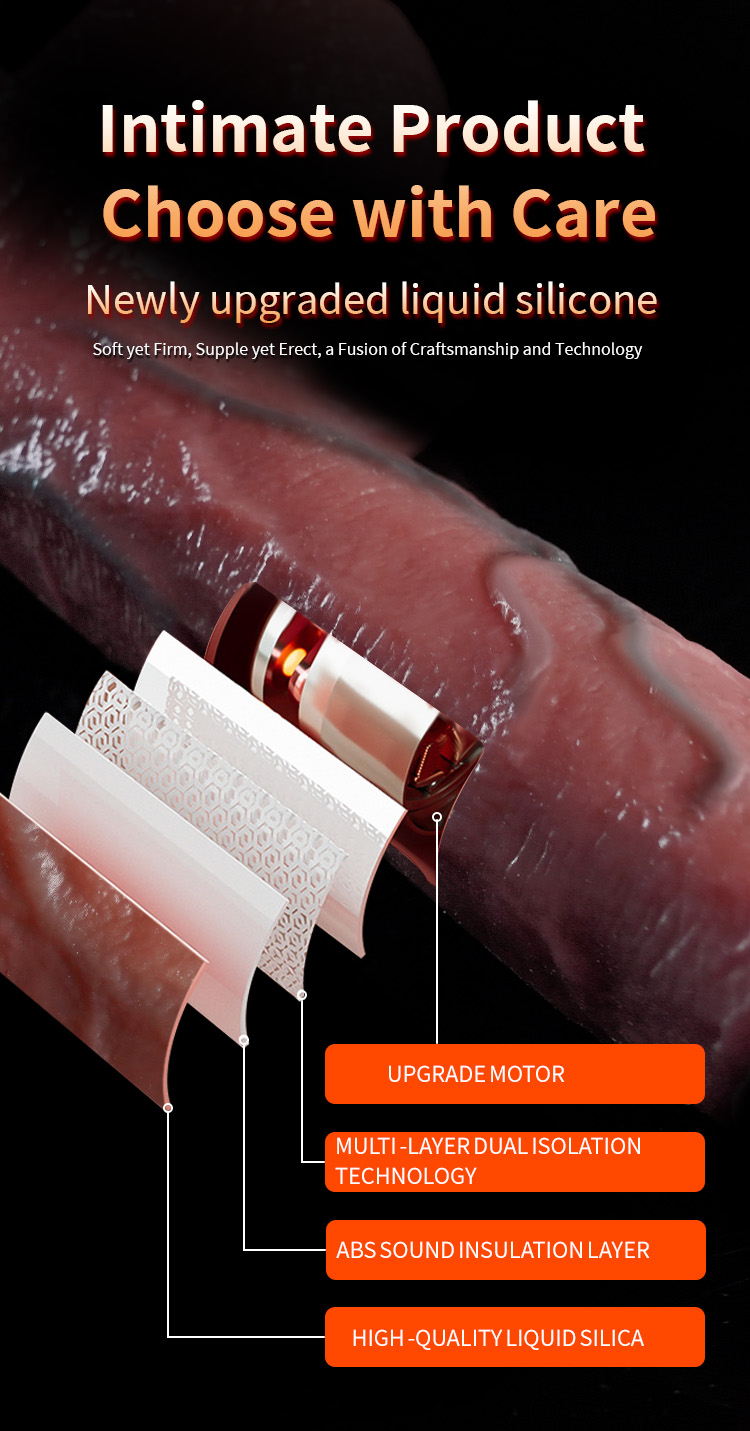 Intimate Product
Choose with Care
Newly upgraded liquid silicone
Soft yet Firm, Supple yet Erect, a Fusion of Craftsmanship and Technology
UPGRADE MOTOR
MULTI-LAYER DUAL ISOLATION
TECHNOLOGY
ABS SOUND INSULATION LAYER
HIGH-QUALITY LIQUID SILICA